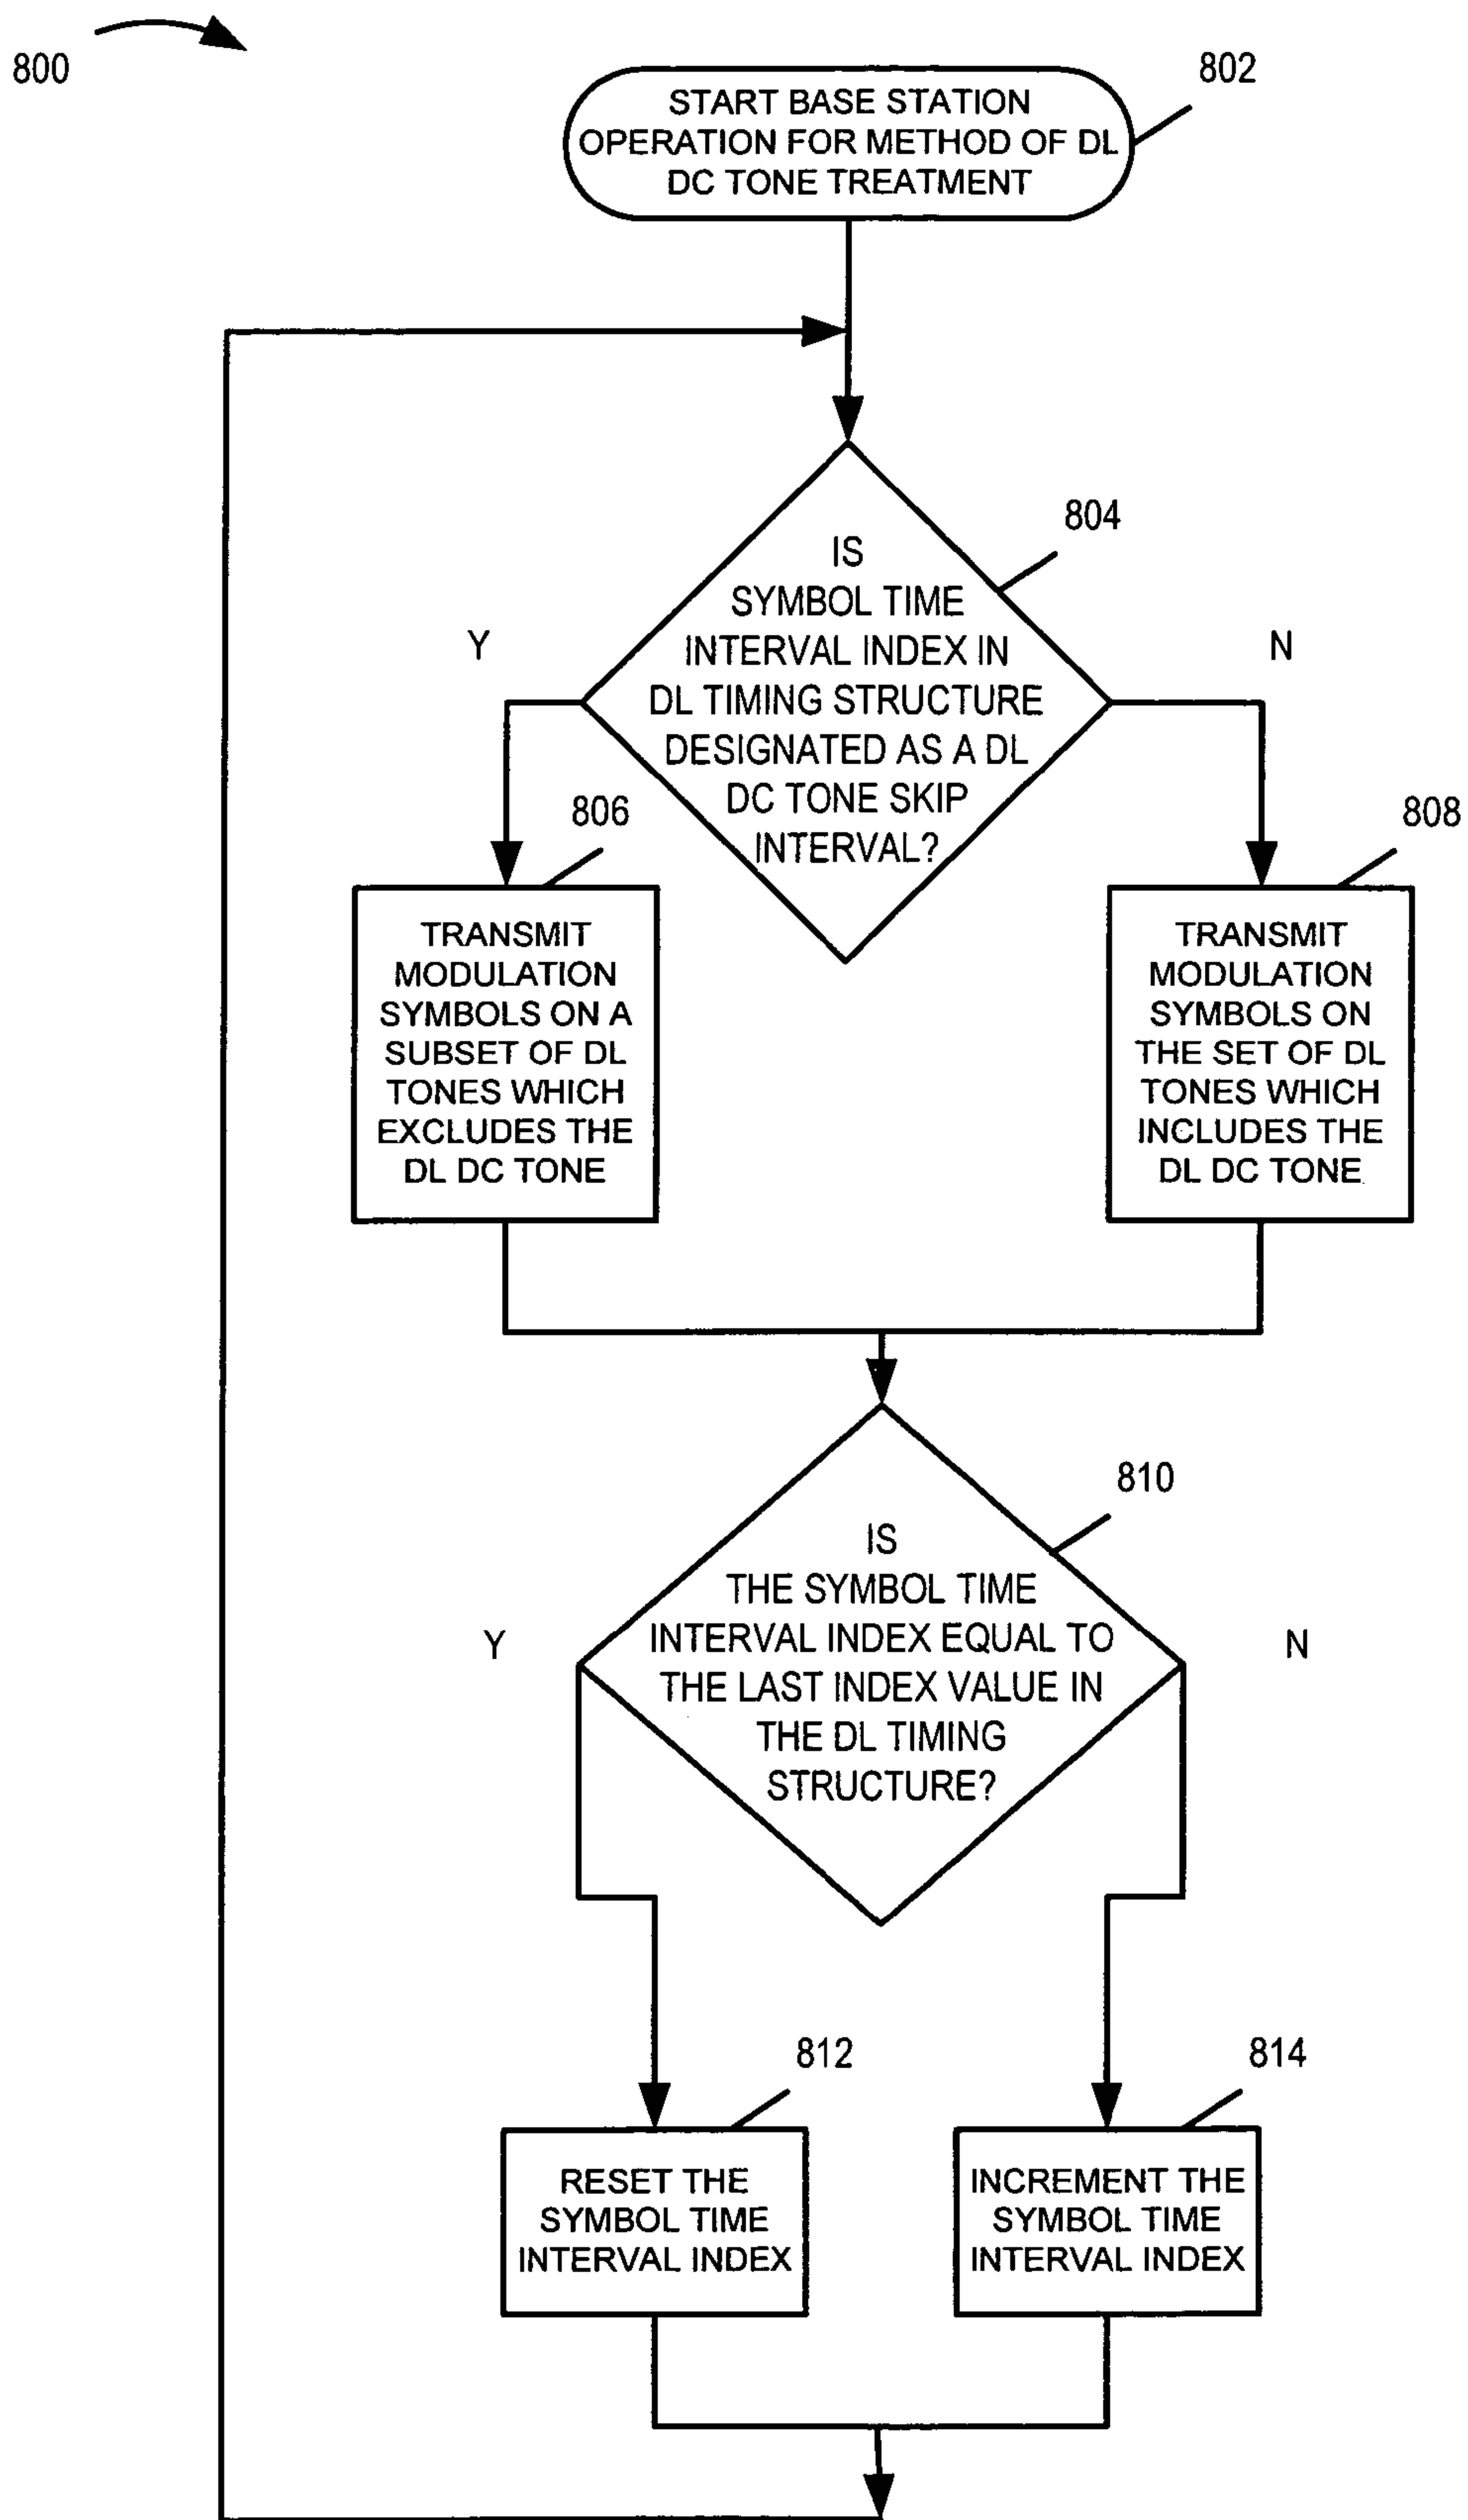 800
802
START BASE STATION
OPERATION FOR METHOD OF DL
DC TONE TREATMENT
804
IS
SYMBOL TIME
INTERVAL INDEX IN
DL TIMING STRUCTURE
DESIGNATED AS A DL
DC TONE SKIP
INTERVAL?
Y
N
806
TRANSMIT
MODULATION
SYMBOLS ON A
SUBSET OF DL
TONES WHICH
EXCLUDES THE
DL DC TONE
808
TRANSMIT
MODULATION
SYMBOLS ON
THE SET OF DL
TONES WHICH
INCLUDES THE
DL DC TONE
810
IS
THE SYMBOL TIME
INTERVAL INDEX EQUAL TO
THE LAST INDEX VALUE IN
THE DL TIMING
STRUCTURE?
Y
N
812
RESET THE
SYMBOL TIME
INTERVAL INDEX
814
INCREMENT THE
SYMBOL TIME
INTERVAL INDEX